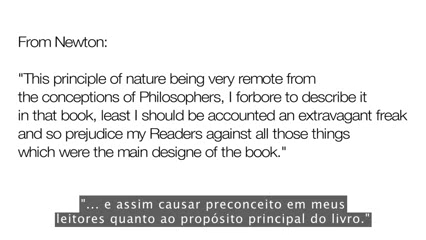 From Newton:
"This principle of nature being very remote from
the conceptions of Philosophers, I forbore to describe it
in that book, least I should be accounted an extravagant freak
and so prejudice my Readers against all those things
which were the main designe of the book."
"... e assim causar preconceito em meus
leitores quanto ao propósito principal do livro."